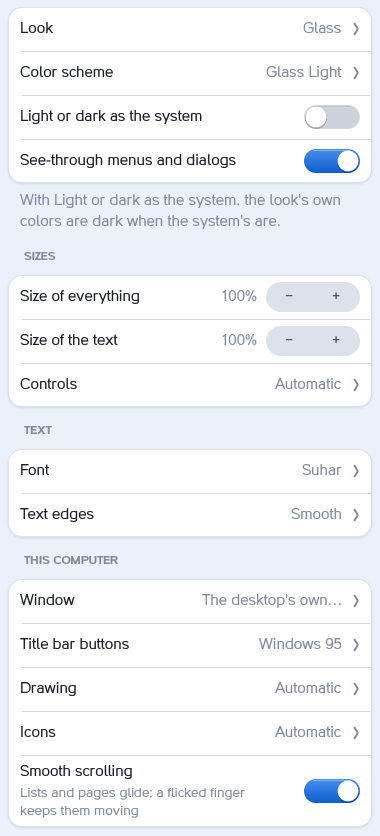 Look
Glass
Color scheme
Glass Light
Light or dark as the system
See-through menus and dialogs
With Light or dark as the system, the look's own
colors are dark when the system's are.
SIZES
Size of everything
100%
−
+
Size of the text
100%
−
+
Controls
Automatic
TEXT
Font
Suhar
Text edges
Smooth
THIS COMPUTER
Window
The desktop's own...
Title bar buttons
Windows 95
Drawing
Automatic
Icons
Automatic
Smooth scrolling
Lists and pages glide; a flicked finger
keeps them moving